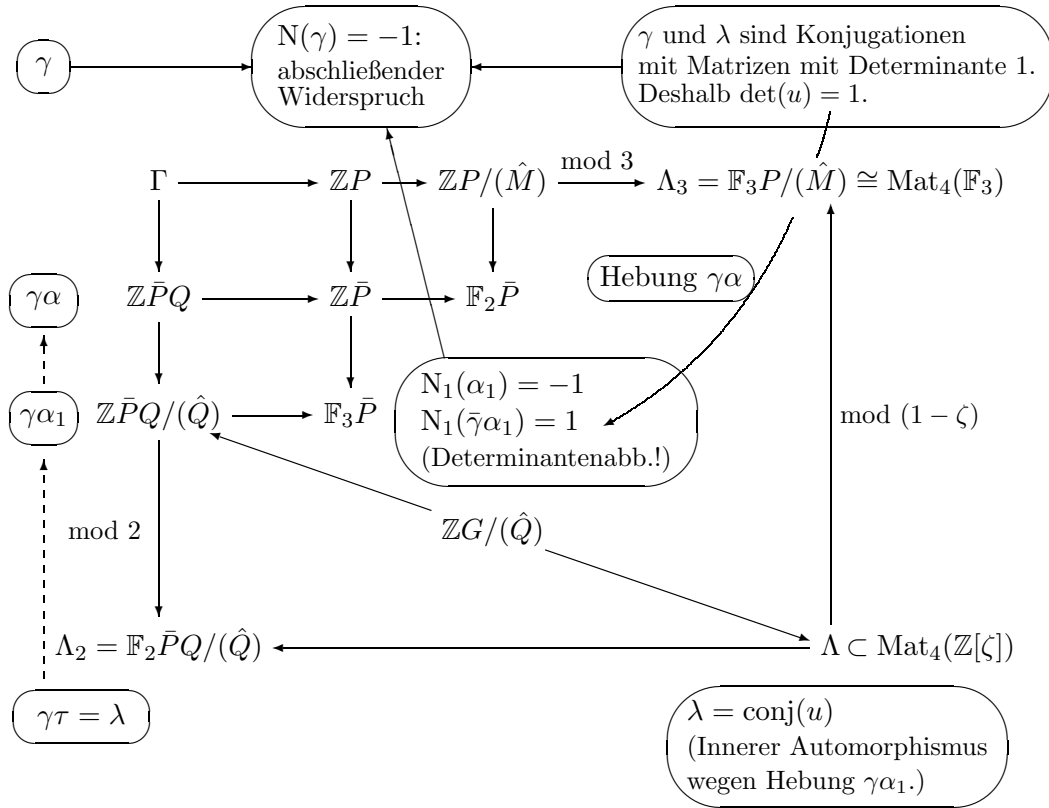 γ
N(γ) = −1:
abschließender
Widerspruch
γ und λ sind Konjugationen
mit Matrizen mit Determinante 1.
Deshalb det(u) = 1.
Γ
ℤP
ℤP/(M̂)
mod 3
Λ₃ = 𝔽₃P/(M̂) ≅ Mat₄(𝔽₃)
γα
ℤP̄Q
ℤP̄
𝔽₂P̄
Hebung γα
γα₁
ℤP̄Q/(Q̂)
𝔽₃P̄
N₁(α₁) = −1
N₁(γ̄α₁) = 1
(Determinantenabb.!)
mod (1 − ζ)
mod 2
ℤG/(Q̂)
Λ₂ = 𝔽₂P̄Q/(Q̂)
Λ ⊂ Mat₄(ℤ[ζ])
γτ = λ
λ = conj(u)
(Innerer Automorphismus
wegen Hebung γα₁.)